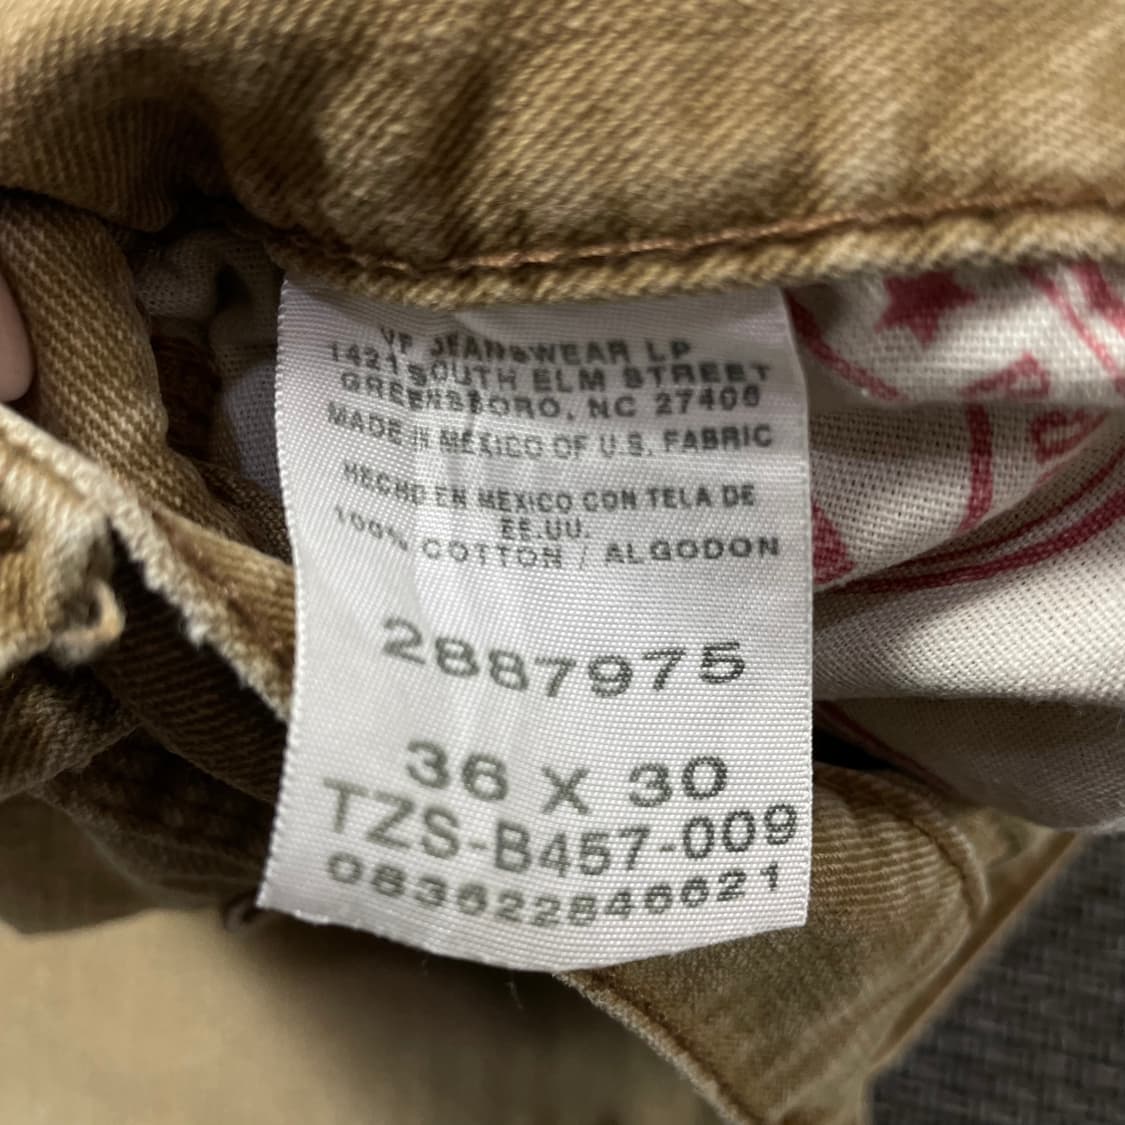 VF JEANSWEAR LP
1421 SOUTH ELM STREET
GREENSBORO, NC 27406
MADE IN MEXICO OF U.S. FABRIC
HECHO EN MEXICO CON TELA DE
EE.UU.
100% COTTON / ALGODON
2887975
36 X 30
TZS-B457-009
083622846621